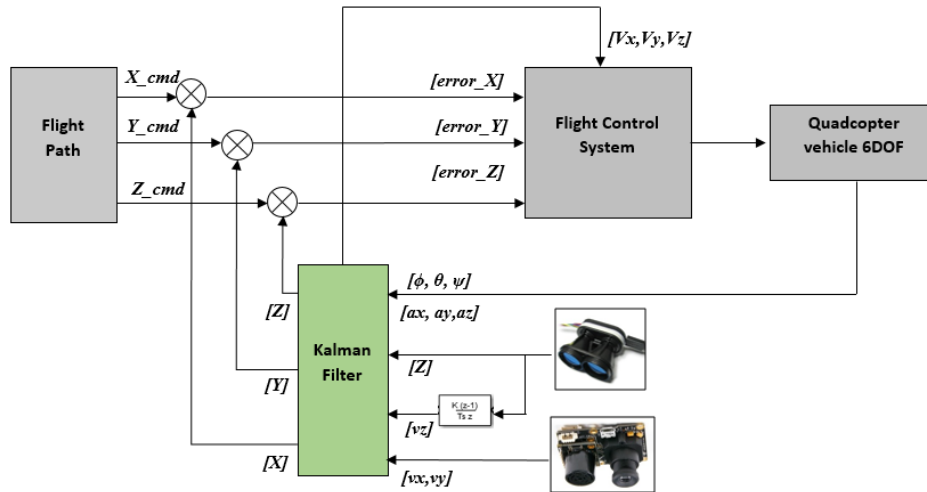 [Vx,Vy,Vz]
X_cmd
[error_X]
Flight
Path
Y_cmd
[error_Y]
Flight Control
System
Quadcopter
vehicle 6DOF
Z_cmd
[error_Z]
[ϕ, θ, ψ]
[Z]
[ax, ay,az]
Kalman
Filter
[Z]
[Y]
K (z-1)
Ts z
[vz]
[X]
[vx,vy]